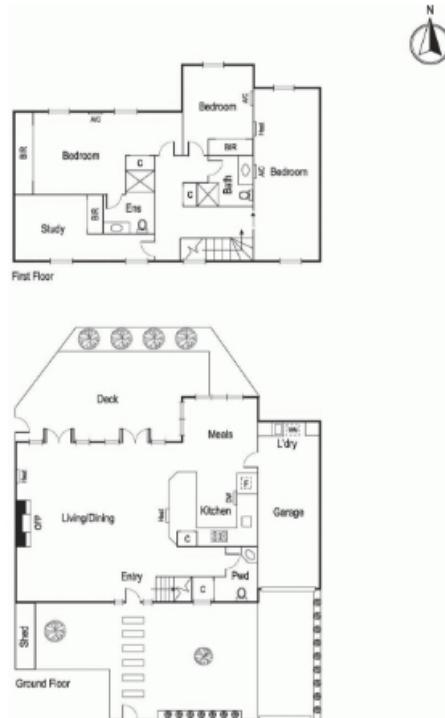 N
Bedroom
A/C
A/C
Heat
BIR
Bedroom
C
BIR
A/C
Bedroom
Bath
C
BIR
Ens
Study
First Floor
Deck
Meals
L'dry
Heat
OFP
Living/Dining
Heat
Kitchen
DW
F
Garage
C
Entry
Pwd
C
Shed
Ground Floor